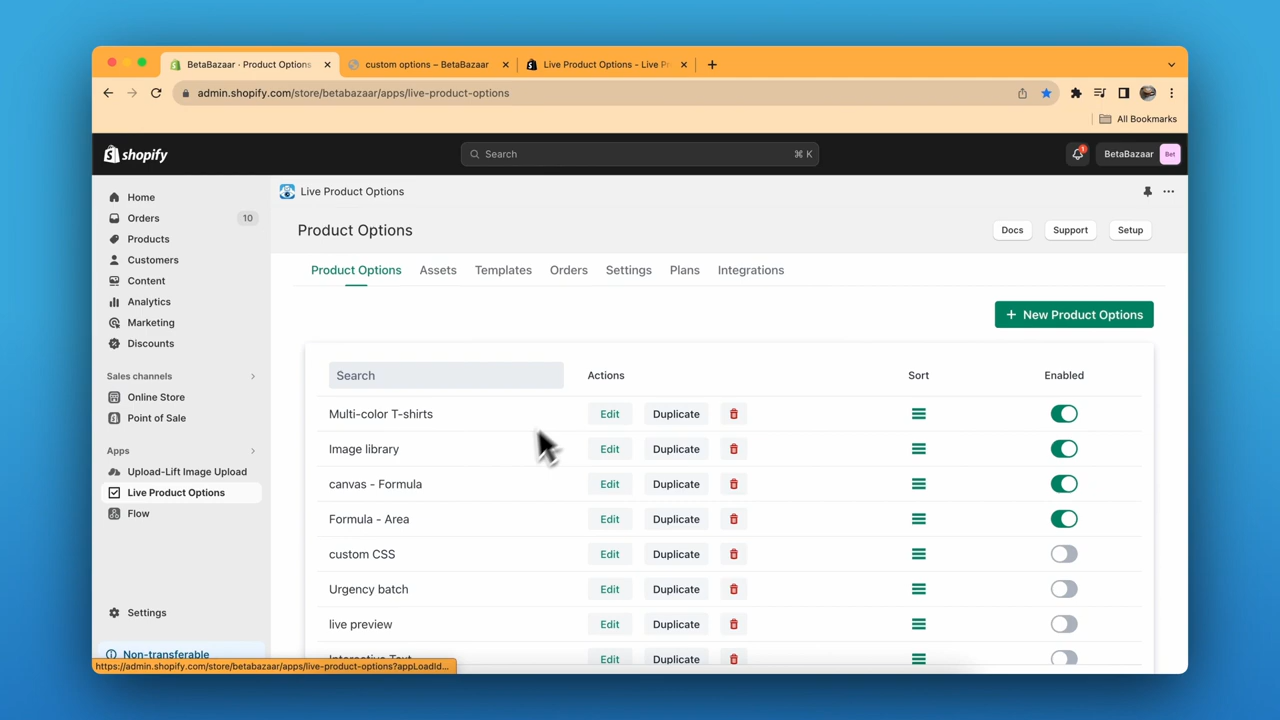 BetaBazaar · Product Options
custom options – BetaBazaar
Live Product Options - Live Pr
admin.shopify.com/store/betabazaar/apps/live-product-options
All Bookmarks
shopify
Search
⌘ K
1
BetaBazaar
Bet
Home
Orders
10
Products
Customers
Content
Analytics
Marketing
Discounts
Sales channels
Online Store
Point of Sale
Apps
Upload-Lift Image Upload
Live Product Options
Flow
Settings
Non-transferable
https://admin.shopify.com/store/betabazaar/apps/live-product-options?appLoadId...
Live Product Options
Product Options
Docs
Support
Setup
Product Options
Assets
Templates
Orders
Settings
Plans
Integrations
+ New Product Options
Search
Actions
Sort
Enabled
Multi-color T-shirts
Edit
Duplicate
Image library
Edit
Duplicate
canvas - Formula
Edit
Duplicate
Formula - Area
Edit
Duplicate
custom CSS
Edit
Duplicate
Urgency batch
Edit
Duplicate
live preview
Edit
Duplicate
Interactive Text
Edit
Duplicate